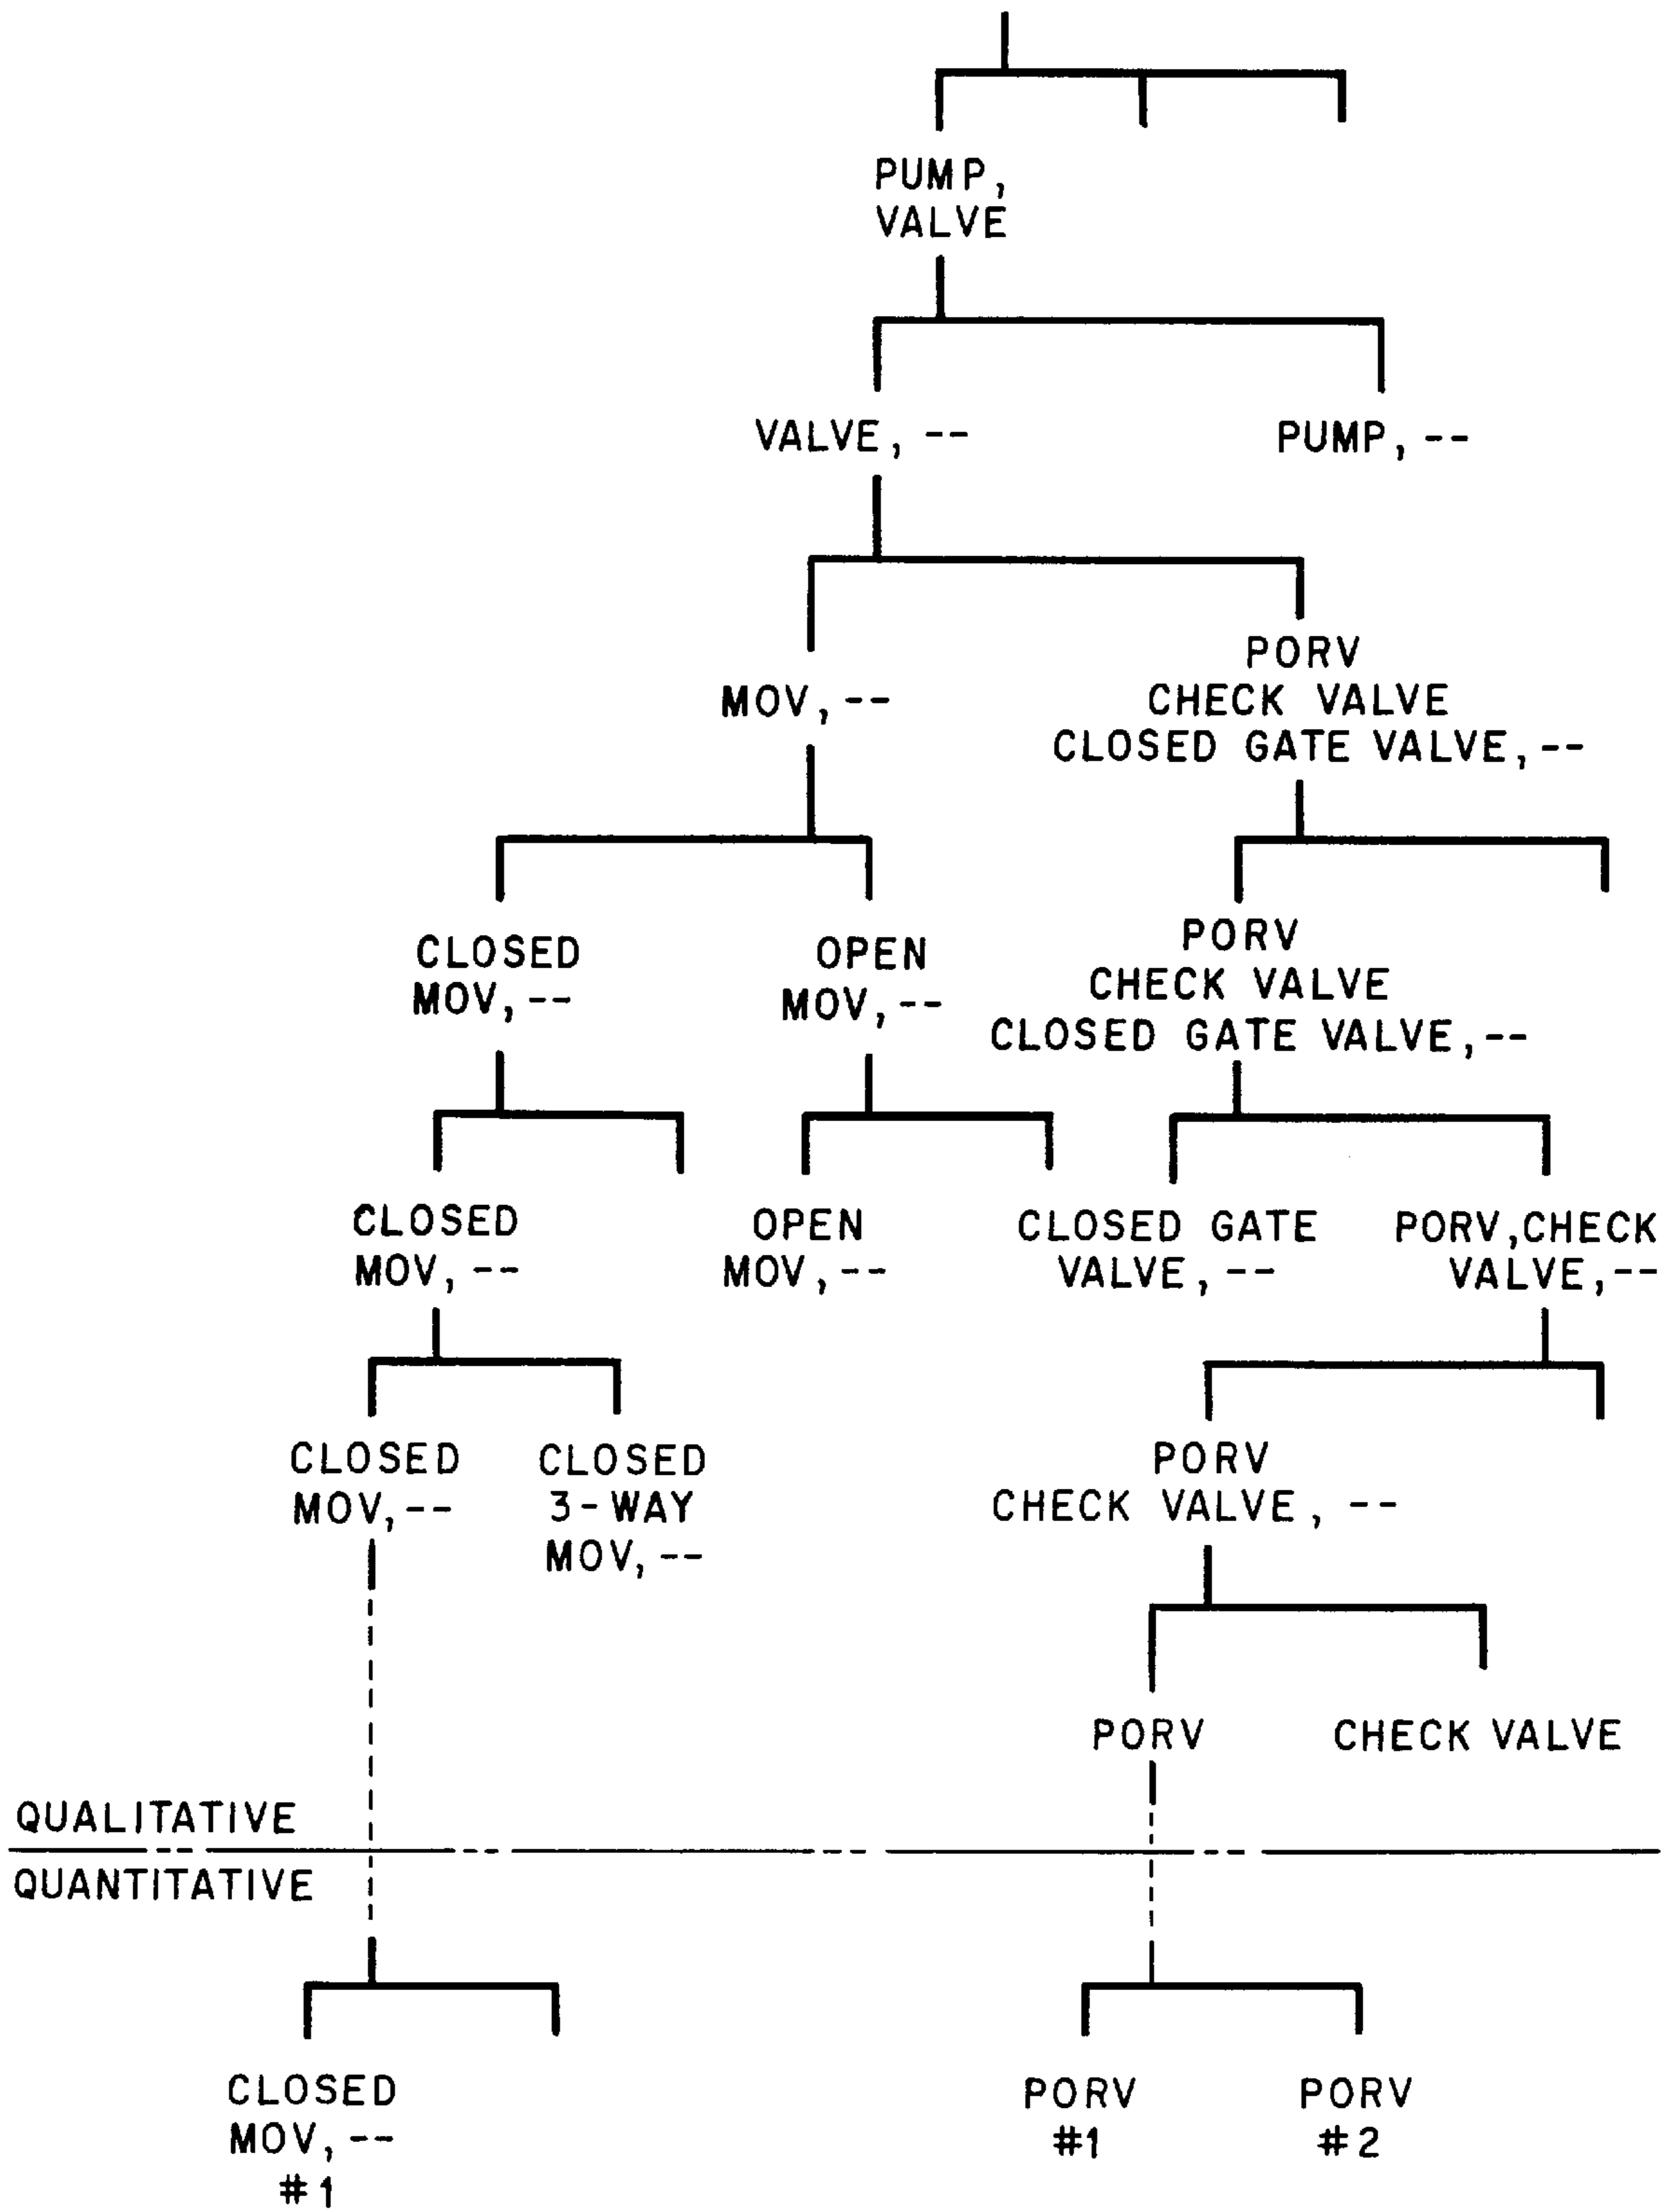 PUMP,
VALVE
VALVE, --
PUMP, --
MOV, --
PORV
CHECK VALVE
CLOSED GATE VALVE, --
CLOSED
MOV, --
OPEN
MOV, --
PORV
CHECK VALVE
CLOSED GATE VALVE, --
CLOSED
MOV, --
OPEN
MOV, --
CLOSED GATE
VALVE, --
PORV, CHECK
VALVE, --
CLOSED
MOV, --
CLOSED
3-WAY
MOV, --
PORV
CHECK VALVE, --
PORV
CHECK VALVE
QUALITATIVE
QUANTITATIVE
CLOSED
MOV, --
#1
PORV
#1
PORV
#2